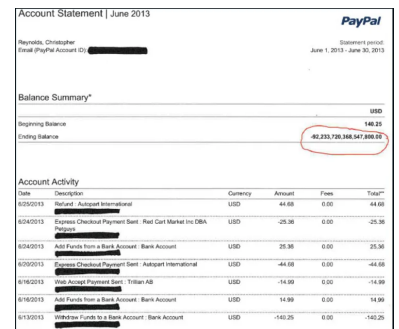 Account Statement | June 2013
PayPal
Reynolds, Christopher
Email (PayPal Account ID):
Statement period:
June 1, 2013 - June 30, 2013
Balance Summary*
USD
Beginning Balance 140.25
Ending Balance -92,233,720,368,547,800.00
Account Activity
Date Description Currency Amount Fees Total**
6/25/2013 Refund : Autopart International USD 44.68 0.00 44.68
6/24/2013 Express Checkout Payment Sent : Red Cart Market Inc DBA USD -25.36 0.00 -25.36
Petguys
6/24/2013 Add Funds from a Bank Account : Bank Account USD 25.36 0.00 25.36
6/20/2013 Express Checkout Payment Sent : Autopart International USD -44.68 0.00 -44.68
6/16/2013 Web Accept Payment Sent : Trillian AB USD -14.99 0.00 -14.99
6/16/2013 Add Funds from a Bank Account : Bank Account USD 14.99 0.00 14.99
6/13/2013 Withdraw Funds to a Bank Account : Bank Account USD -140.25 0.00 -140.25